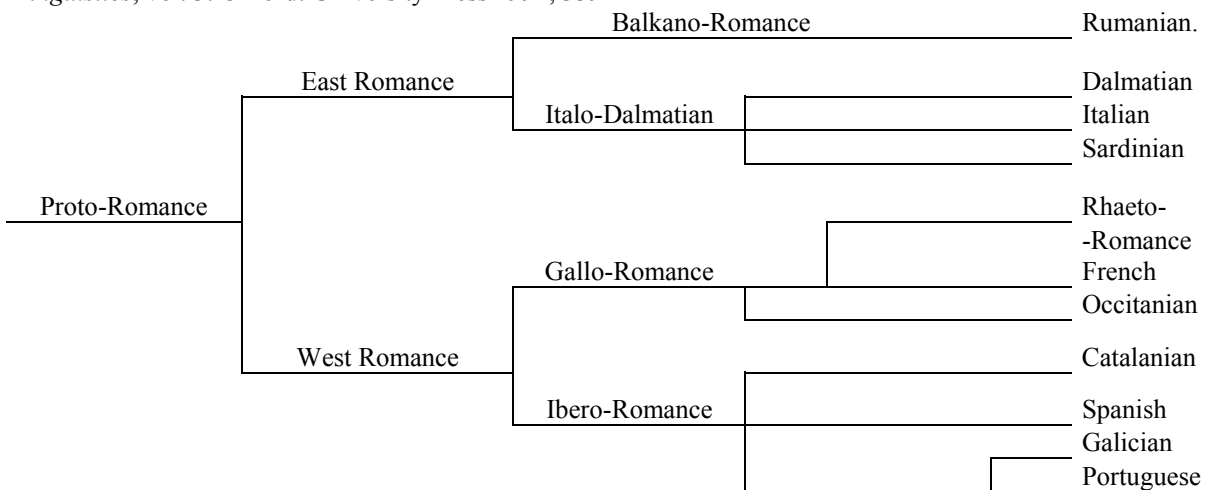 Balkano-Romance Rumanian.
East Romance Dalmatian
Italo-Dalmatian Italian
Sardinian
Proto-Romance Rhaeto-
-Romance
Gallo-Romance French
Occitanian
West Romance Catalanian
Ibero-Romance Spanish
Galician
Portuguese